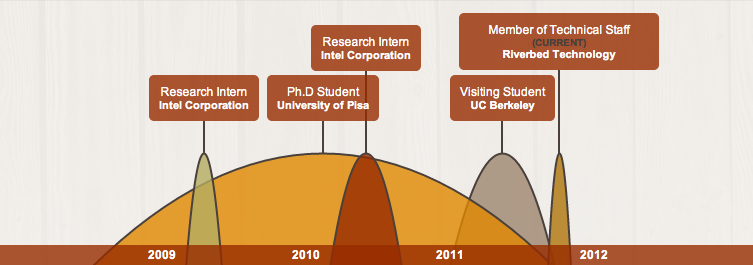 Member of Technical Staff
(CURRENT)
Riverbed Technology
Research Intern
Intel Corporation
Research Intern
Intel Corporation
Ph.D Student
University of Pisa
Visiting Student
UC Berkeley
2009
2010
2011
2012